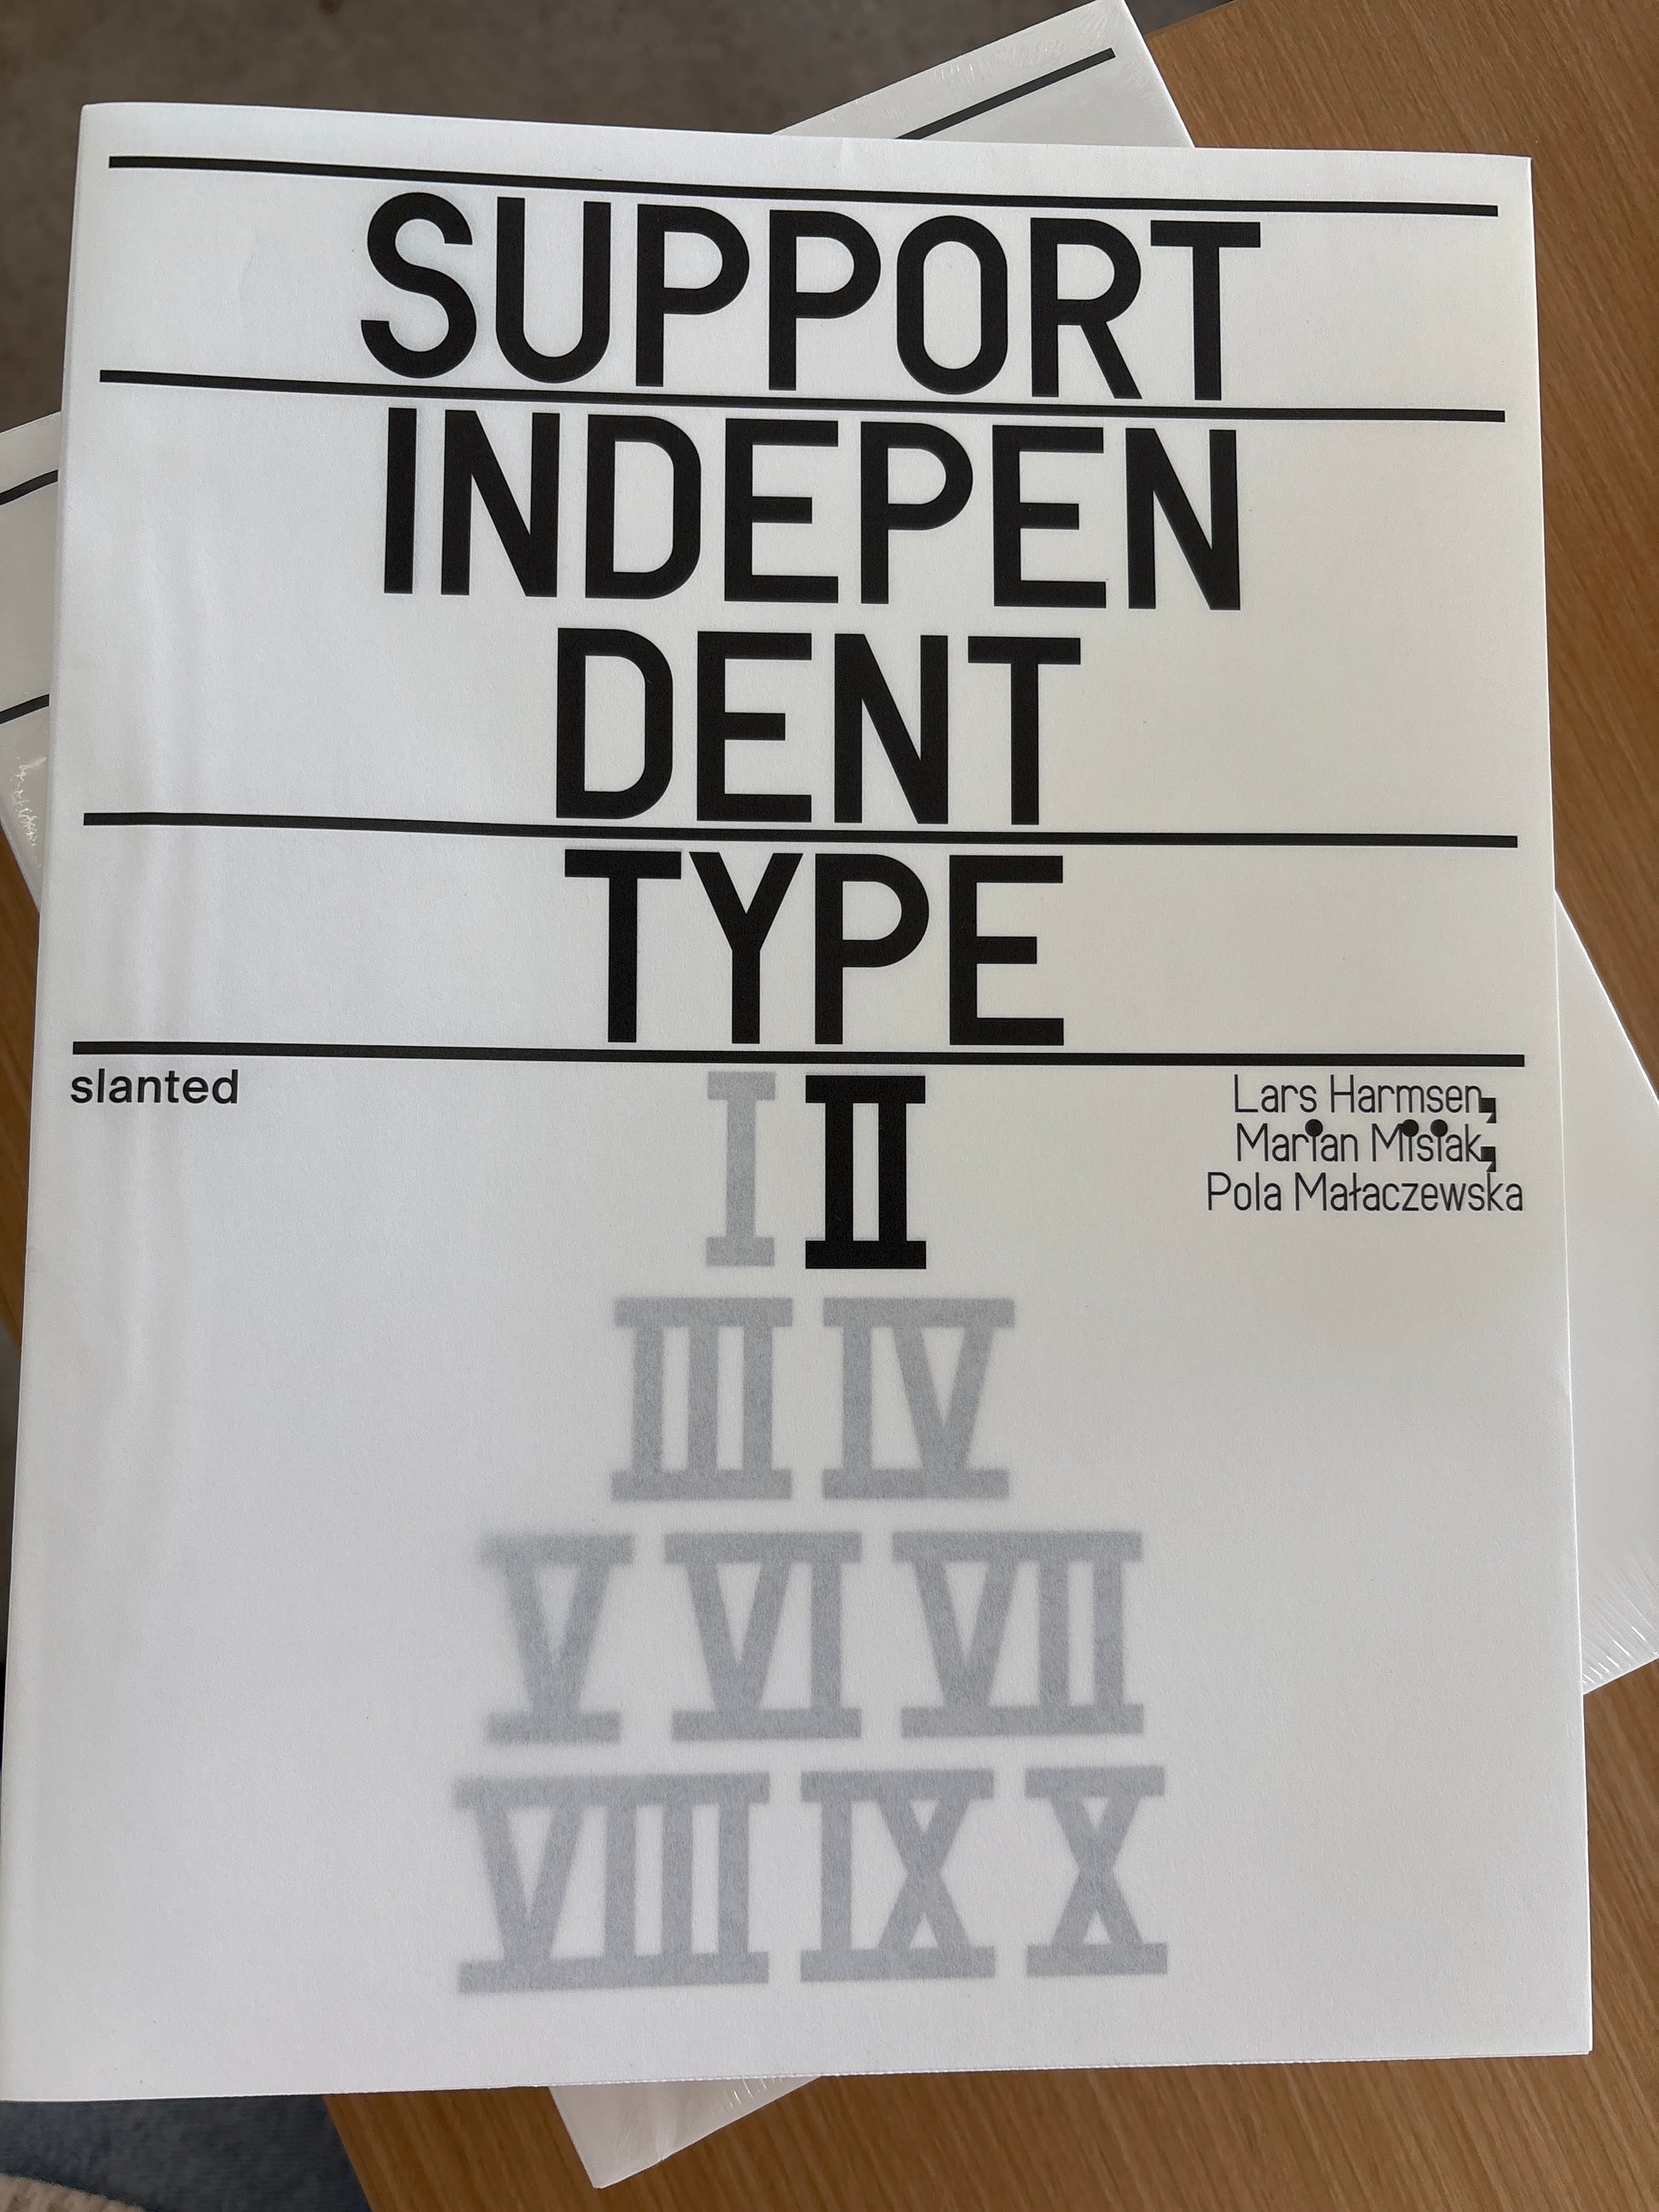 SUPPORT
INDEPEN
DENT
TYPE
slanted
I II
Lars Harmsen,
Marian Misiak,
Pola Małaczewska
III IV
V VI VII
VIII IX X